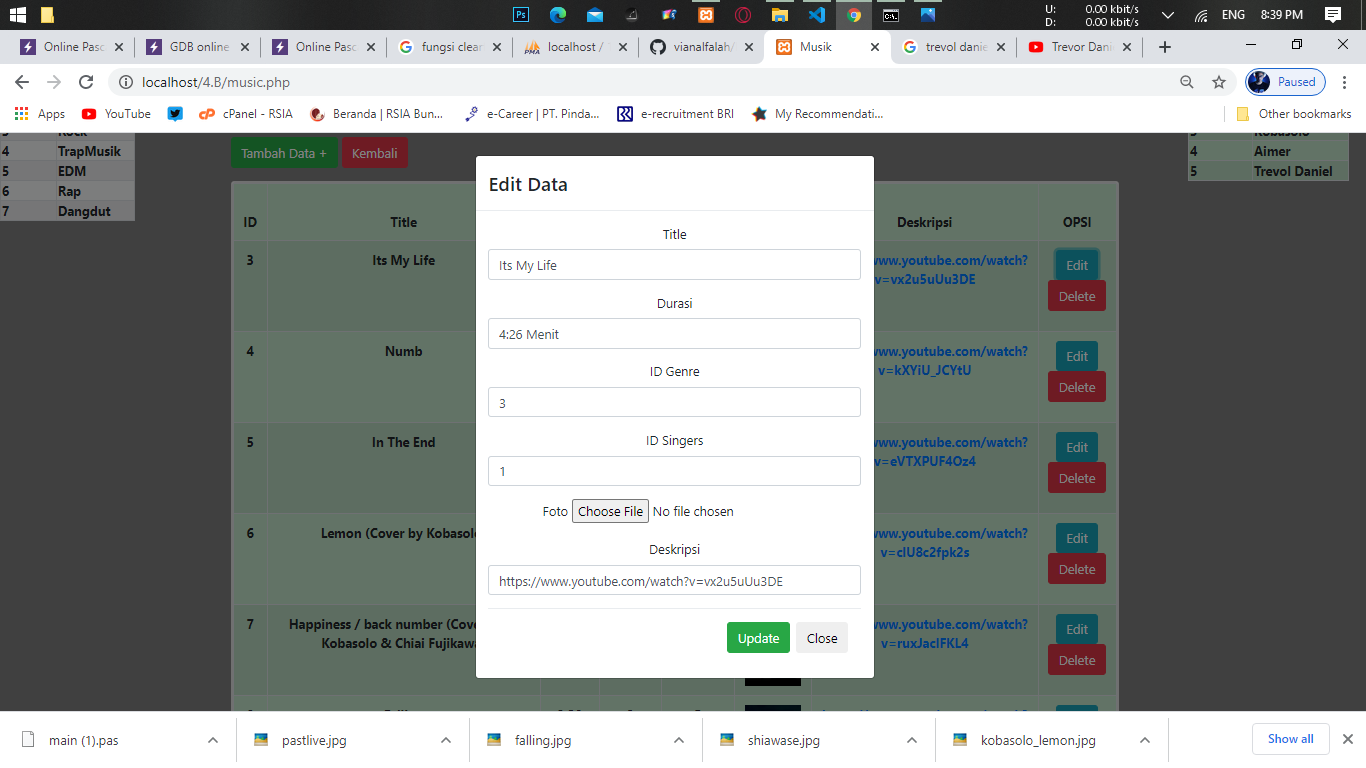 U: 0.00 kbit/s
D: 0.00 kbit/s
ENG 8:39 PM
Online Pasc
GDB online
Online Pasc
fungsi clear
localhost /
vianalfalah/
Musik
trevol danie
Trevor Dani
localhost/4.B/music.php
Paused
Apps
YouTube
cPanel - RSIA
Beranda | RSIA Bun...
e-Career | PT. Pinda...
e-recruitment BRI
My Recommendati...
Other bookmarks
3 Rock
4 TrapMusik
5 EDM
6 Rap
7 Dangdut
Tambah Data +
Kembali
3 Kobasolo
4 Aimer
5 Trevol Daniel
ID Title Deskripsi OPSI
3 Its My Life
www.youtube.com/watch?
v=vx2u5uUu3DE
Edit
Delete
4 Numb
www.youtube.com/watch?
v=kXYiU_JCYtU
Edit
Delete
5 In The End
www.youtube.com/watch?
v=eVTXPUF4Oz4
Edit
Delete
6 Lemon (Cover by Kobasolo
www.youtube.com/watch?
Edit
Delete
7 Happiness / back number (Cove
Kobasolo & Chiai Fujikawa
www.youtube.com/watch?
Edit
Delete
Edit Data
Title
Its My Life
Durasi
4:26 Menit
ID Genre
3
ID Singers
1
Foto Choose File No file chosen
Deskripsi
https://www.youtube.com/watch?v=vx2u5uUu3DE
Update
Close
main (1).pas
pastlive.jpg
falling.jpg
shiawase.jpg
kobasolo_lemon.jpg
Show all